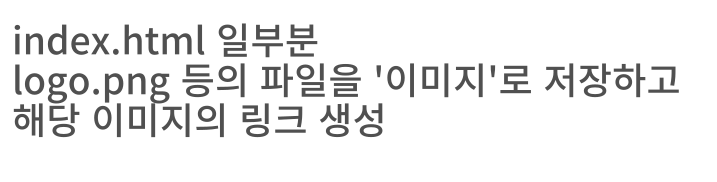 index.html 일부분
logo.png 등의 파일을 '이미지'로 저장하고
해당 이미지의 링크 생성